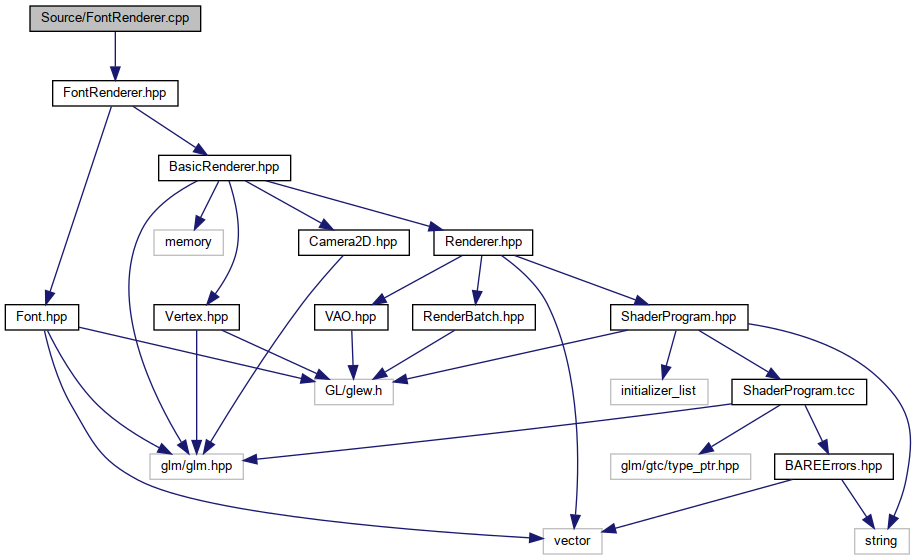 Source/FontRenderer.cpp
FontRenderer.hpp
BasicRenderer.hpp
memory
Camera2D.hpp
Renderer.hpp
Font.hpp
Vertex.hpp
VAO.hpp
RenderBatch.hpp
ShaderProgram.hpp
GL/glew.h
initializer_list
ShaderProgram.tcc
glm/glm.hpp
glm/gtc/type_ptr.hpp
BAREErrors.hpp
vector
string